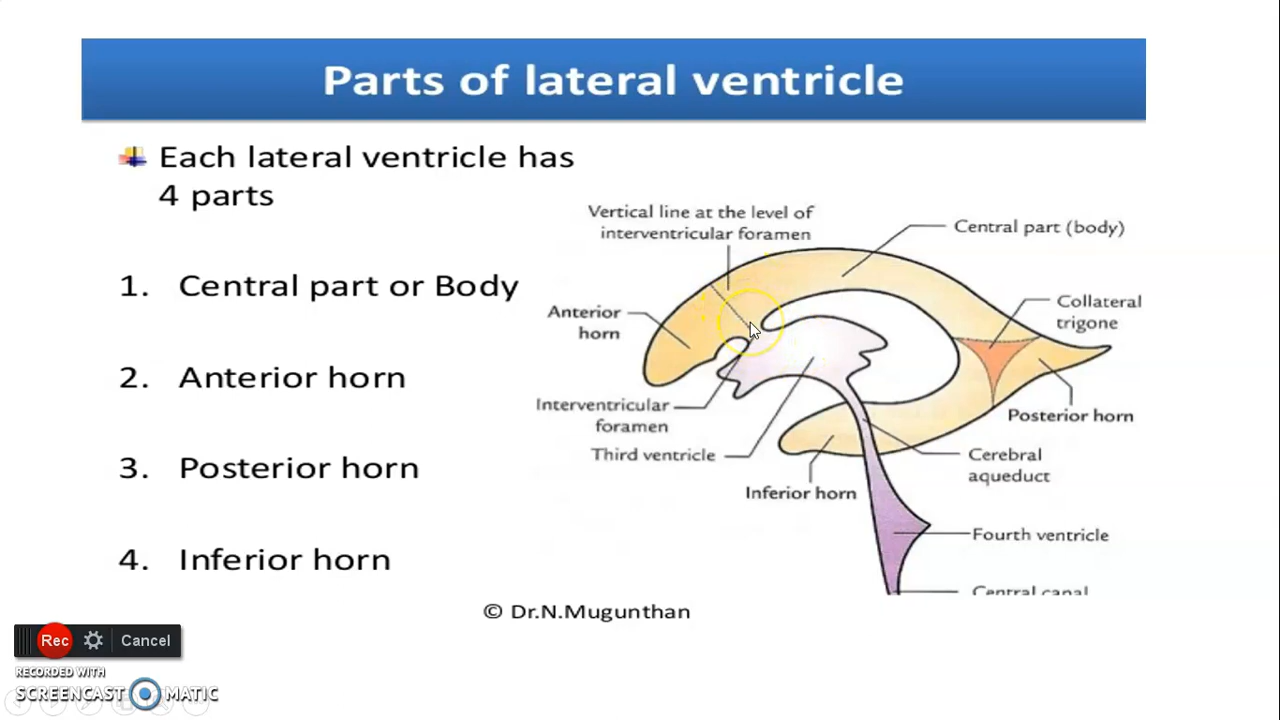 Parts of lateral ventricle
Each lateral ventricle has
4 parts
1. Central part or Body
2. Anterior horn
3. Posterior horn
4. Inferior horn
Vertical line at the level of
interventricular foramen
Central part (body)
Anterior
horn
Collateral
trigone
Interventricular
foramen
Posterior horn
Third ventricle
Cerebral
aqueduct
Inferior horn
Fourth ventricle
Central canal
© Dr.N.Mugunthan
Rec Cancel
RECORDED WITH
SCREENCAST MATIC